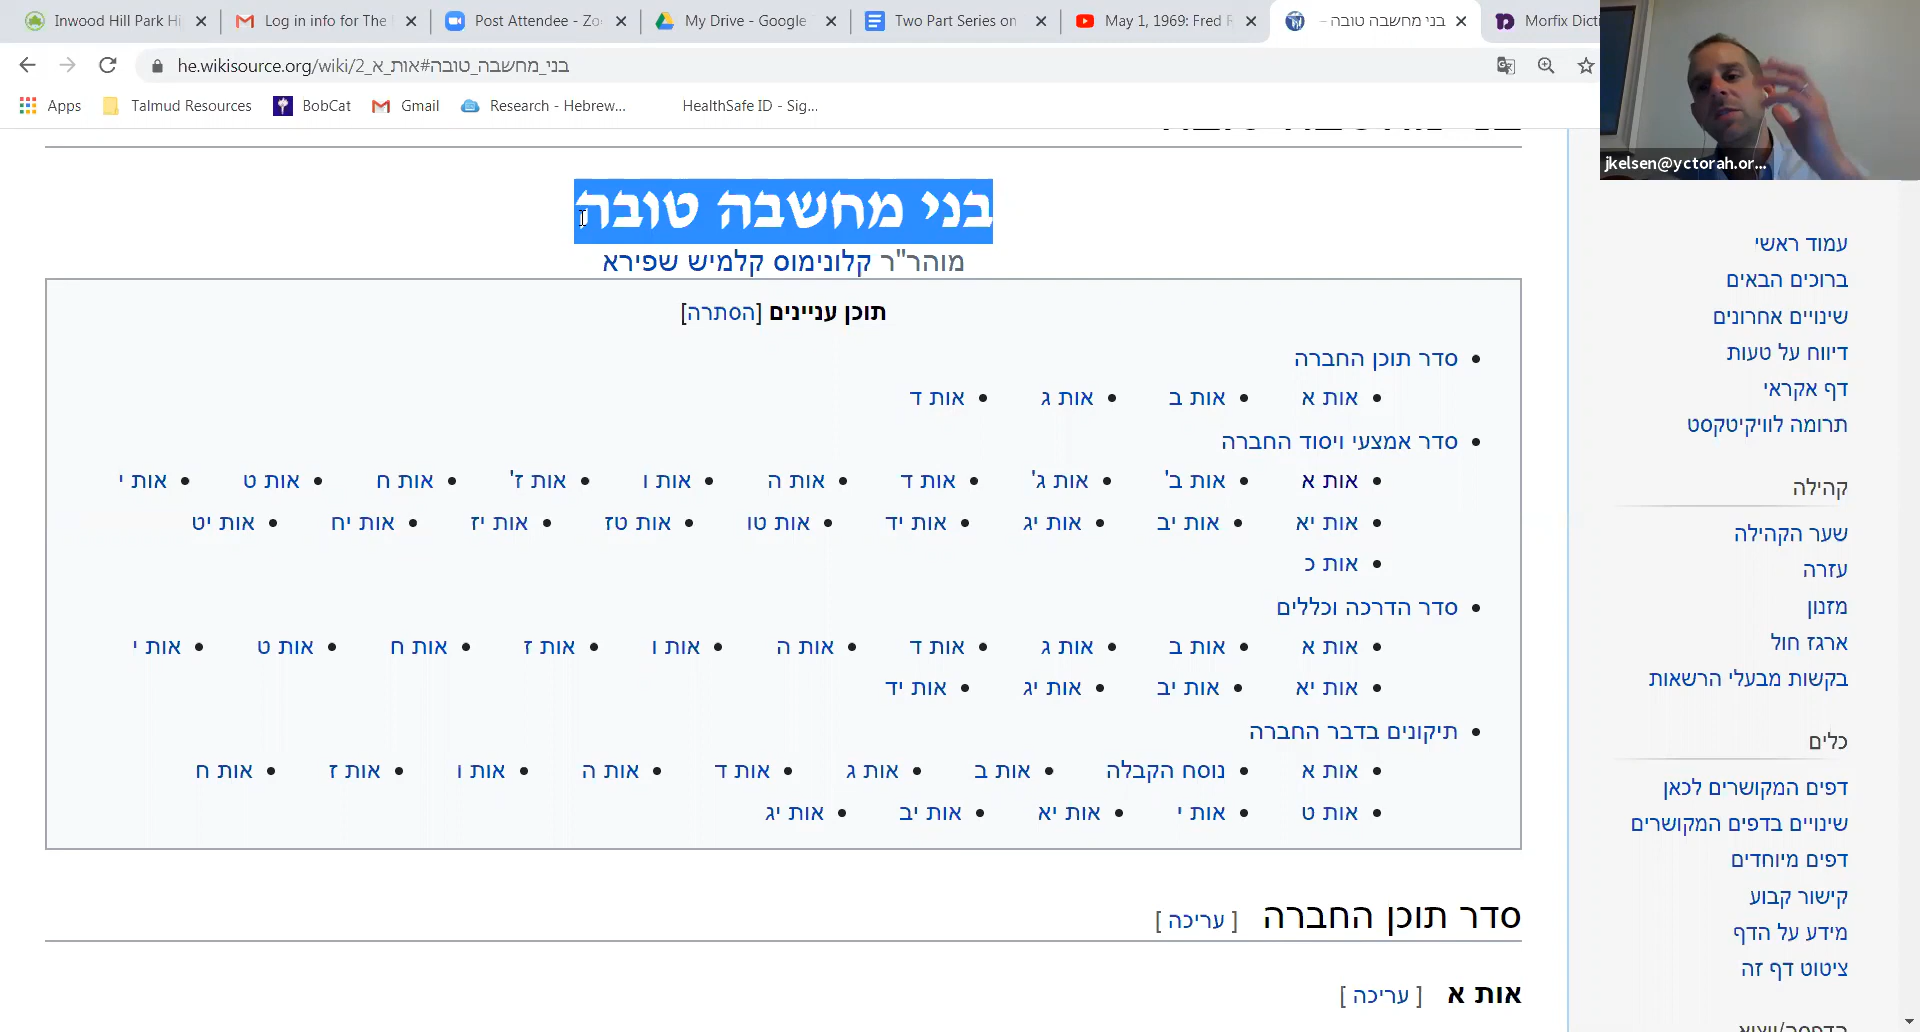 Inwood Hill Park Hi
Log in info for The
Post Attendee - Zo
My Drive - Google
Two Part Series on
May 1, 1969: Fred R
בני מחשבה טובה –
Morfix Dicti
he.wikisource.org/wiki/בני_מחשבה_טובה#אות_א_2
Apps
Talmud Resources
BobCat
Gmail
Research - Hebrew...
HealthSafe ID - Sig...
jkelsen@yctorah.or...
בני מחשבה טובה
מוהר"ר קלונימוס קלמיש שפירא
תוכן עניינים [הסתרה]
סדר תוכן החברה
אות א • אות ב • אות ג • אות ד
סדר אמצעי ויסוד החברה
אות א • אות ב' • אות ג' • אות ד • אות ה • אות ו • אות ז' • אות ח • אות ט • אות י
אות יא • אות יב • אות יג • אות יד • אות טו • אות טז • אות יז • אות יח • אות יט
אות כ
סדר הדרכה וכללים
אות א • אות ב • אות ג • אות ד • אות ה • אות ו • אות ז • אות ח • אות ט • אות י
אות יא • אות יב • אות יג • אות יד
תיקונים בדבר החברה
אות א • נוסח הקבלה • אות ב • אות ג • אות ד • אות ה • אות ו • אות ז • אות ח
אות ט • אות י • אות יא • אות יב • אות יג
סדר תוכן החברה [ עריכה ]
אות א [ עריכה ]
עמוד ראשי
ברוכים הבאים
שינויים אחרונים
דיווח על טעות
דף אקראי
תרומה לוויקיטקסט
קהילה
שער הקהילה
עזרה
מזנון
ארגז חול
בקשות מבעלי הרשאות
כלים
דפים המקושרים לכאן
שינויים בדפים המקושרים
דפים מיוחדים
קישור קבוע
מידע על הדף
ציטוט דף זה